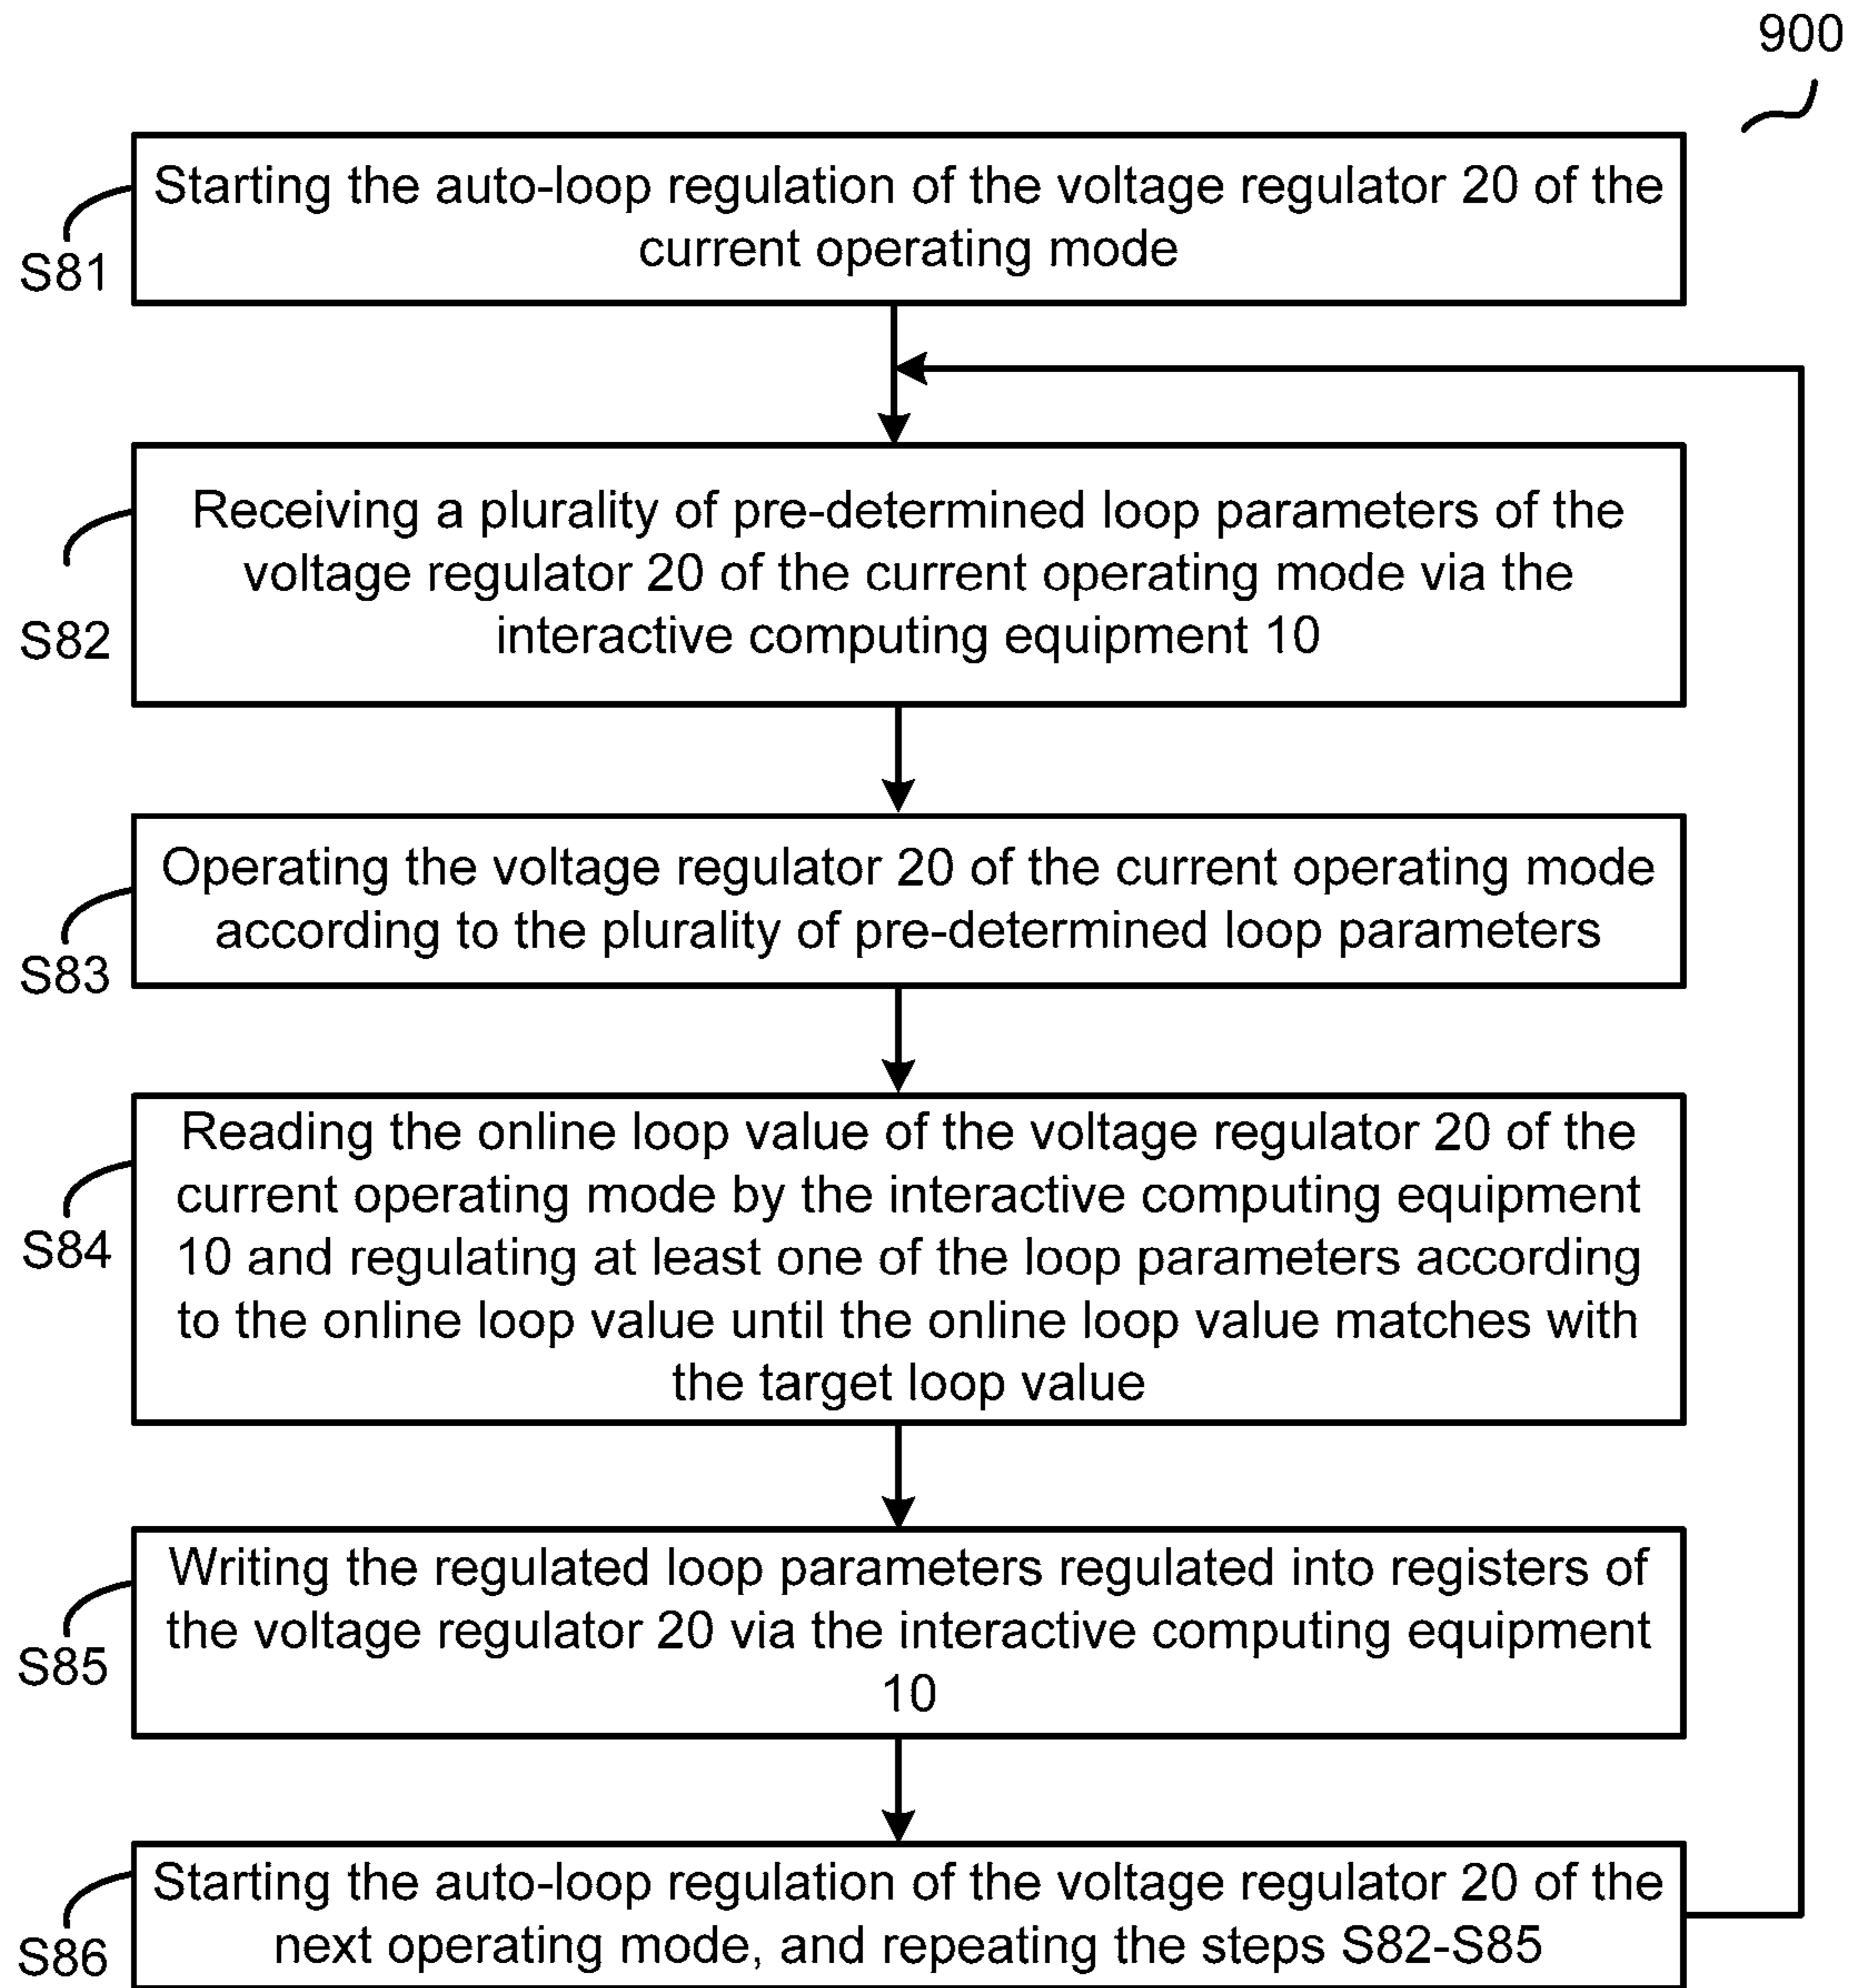 900
Starting the auto-loop regulation of the voltage regulator 20 of the
current operating mode
S81
Receiving a plurality of pre-determined loop parameters of the
voltage regulator 20 of the current operating mode via the
interactive computing equipment 10
S82
Operating the voltage regulator 20 of the current operating mode
according to the plurality of pre-determined loop parameters
S83
Reading the online loop value of the voltage regulator 20 of the
current operating mode by the interactive computing equipment
10 and regulating at least one of the loop parameters according
to the online loop value until the online loop value matches with
the target loop value
S84
Writing the regulated loop parameters regulated into registers of
the voltage regulator 20 via the interactive computing equipment
10
S85
Starting the auto-loop regulation of the voltage regulator 20 of the
next operating mode, and repeating the steps S82-S85
S86